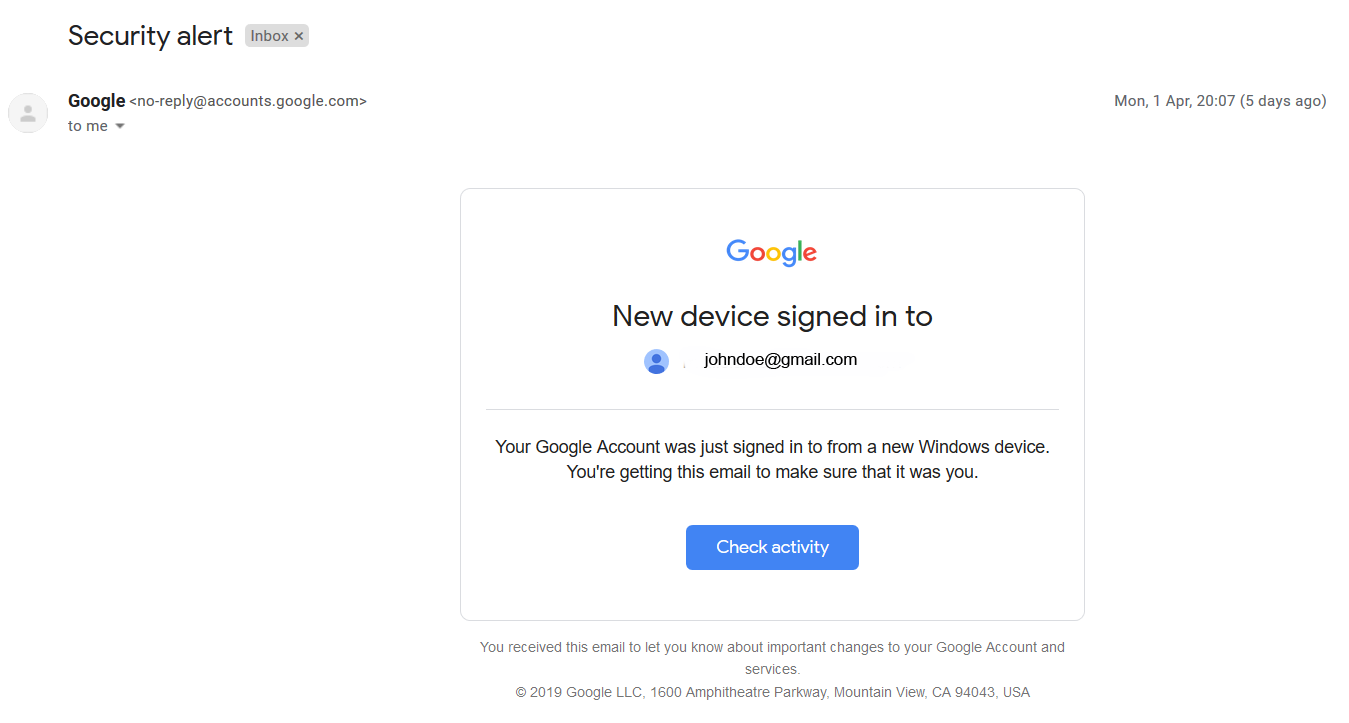 Security alert Inbox ×
Google <no-reply@accounts.google.com> Mon, 1 Apr, 20:07 (5 days ago)
to me
Google
New device signed in to
johndoe@gmail.com
Your Google Account was just signed in to from a new Windows device.
You're getting this email to make sure that it was you.
Check activity
You received this email to let you know about important changes to your Google Account and
services.
© 2019 Google LLC, 1600 Amphitheatre Parkway, Mountain View, CA 94043, USA